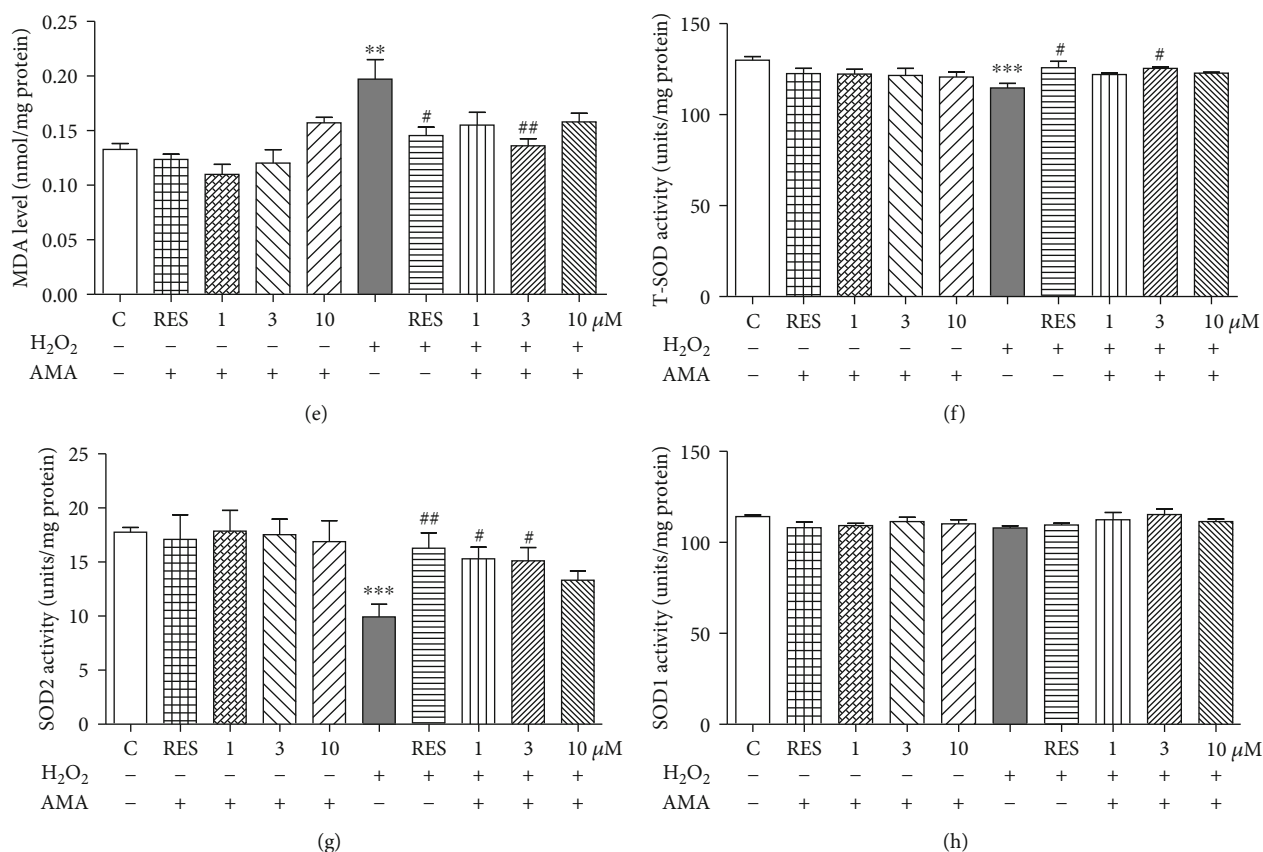 MDA level (nmol/mg protein)
0.25
0.20
0.15
0.10
0.05
0.00
**
#
##
C RES 1 3 10 RES 1 3 10 μM
H₂O₂ – – – – – + + + + +
AMA – + + + + – – + + +
(e)
T-SOD activity (units/mg protein)
150
100
50
0
***
#
#
C RES 1 3 10 RES 1 3 10 μM
H₂O₂ – – – – – + + + + +
AMA – + + + + – – + + +
(f)
SOD2 activity (units/mg protein)
25
20
15
10
5
0
***
##
#
#
C RES 1 3 10 RES 1 3 10 μM
H₂O₂ – – – – – + + + + +
AMA – + + + + – – + + +
(g)
SOD1 activity (units/mg protein)
150
100
50
0
C RES 1 3 10 RES 1 3 10 μM
H₂O₂ – – – – – + + + + +
AMA – + + + + – – + + +
(h)